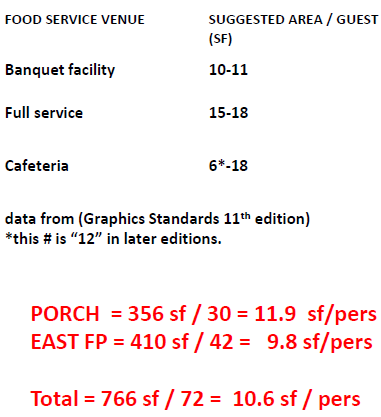 FOOD SERVICE VENUE SUGGESTED AREA / GUEST
(SF)
Banquet facility 10-11
Full service 15-18
Cafeteria 6*-18
data from (Graphics Standards 11th edition)
*this # is “12” in later editions.
PORCH = 356 sf / 30 = 11.9 sf/pers
EAST FP = 410 sf / 42 = 9.8 sf/pers
Total = 766 sf / 72 = 10.6 sf / pers